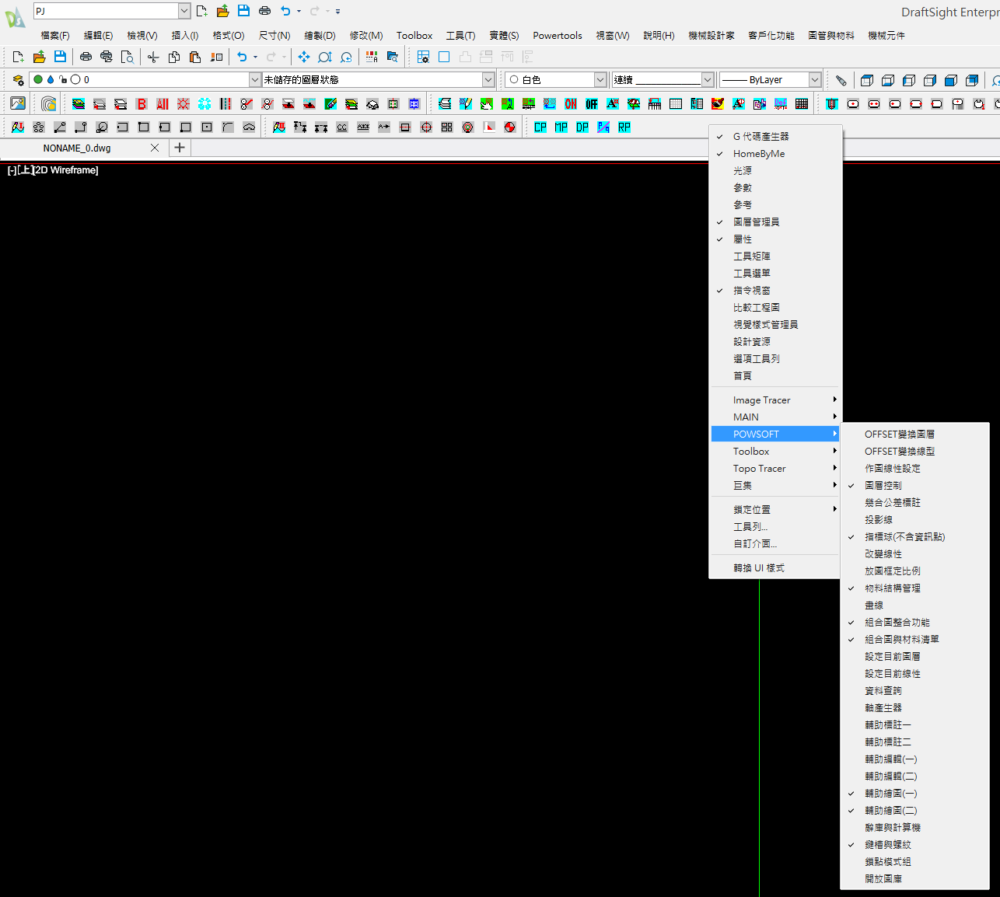 PJ
DraftSight Enterpr
檔案(F) 編輯(E) 檢視(V) 插入(I) 格式(O) 尺寸(N) 繪製(D) 修改(M) Toolbox 工具(T) 實體(S) Powertools 視窗(W) 說明(H) 機械設計家 客戶化功能 圖管與物料 機械元件
0 未儲存的圖層狀態 白色 連續 ByLayer
B All ON OFF
CC CP MP DP RP
NONAME_0.dwg
[-][上][2D Wireframe]
G 代碼產生器
HomeByMe
光源
參數
參考
圖層管理員
屬性
工具矩陣
工具選單
指令視窗
比較工程圖
視覺樣式管理員
設計資源
選項工具列
首頁
Image Tracer
MAIN
POWSOFT
Toolbox
Topo Tracer
巨集
鎖定位置
工具列...
自訂介面...
轉換 UI 樣式
OFFSET變換圖層
OFFSET變換線型
作圖線性設定
圖層控制
幾合公差標註
投影線
指標球(不含資訊點)
改變線性
放圖框定比例
物料結構管理
畫線
組合圖整合功能
組合圖與材料清單
設定目前圖層
設定目前線性
資料查詢
軸產生器
輔助標註一
輔助標註二
輔助編輯(一)
輔助編輯(二)
輔助繪圖(一)
輔助繪圖(二)
辭庫與計算機
鍵槽與螺紋
鎖點模式組
開放圖庫